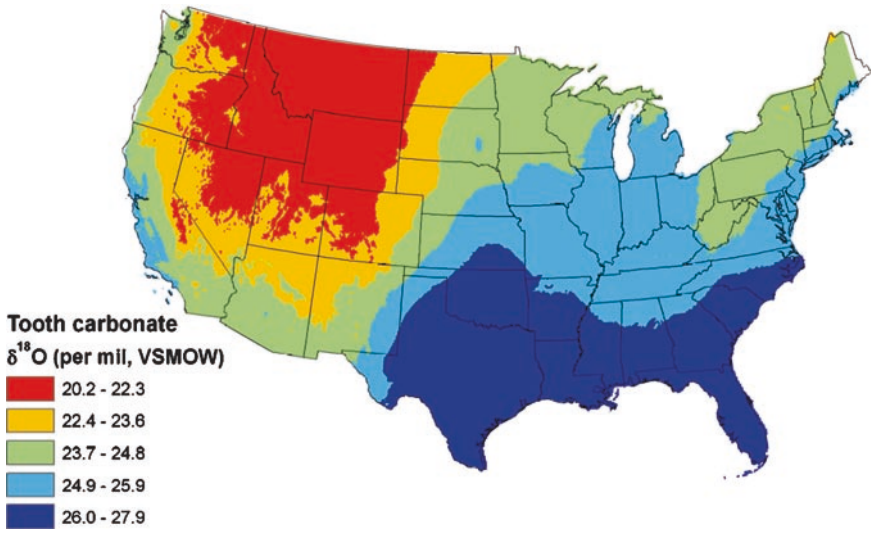 Tooth carbonate
δ¹⁸O (per mil, VSMOW)
20.2 - 22.3
22.4 - 23.6
23.7 - 24.8
24.9 - 25.9
26.0 - 27.9